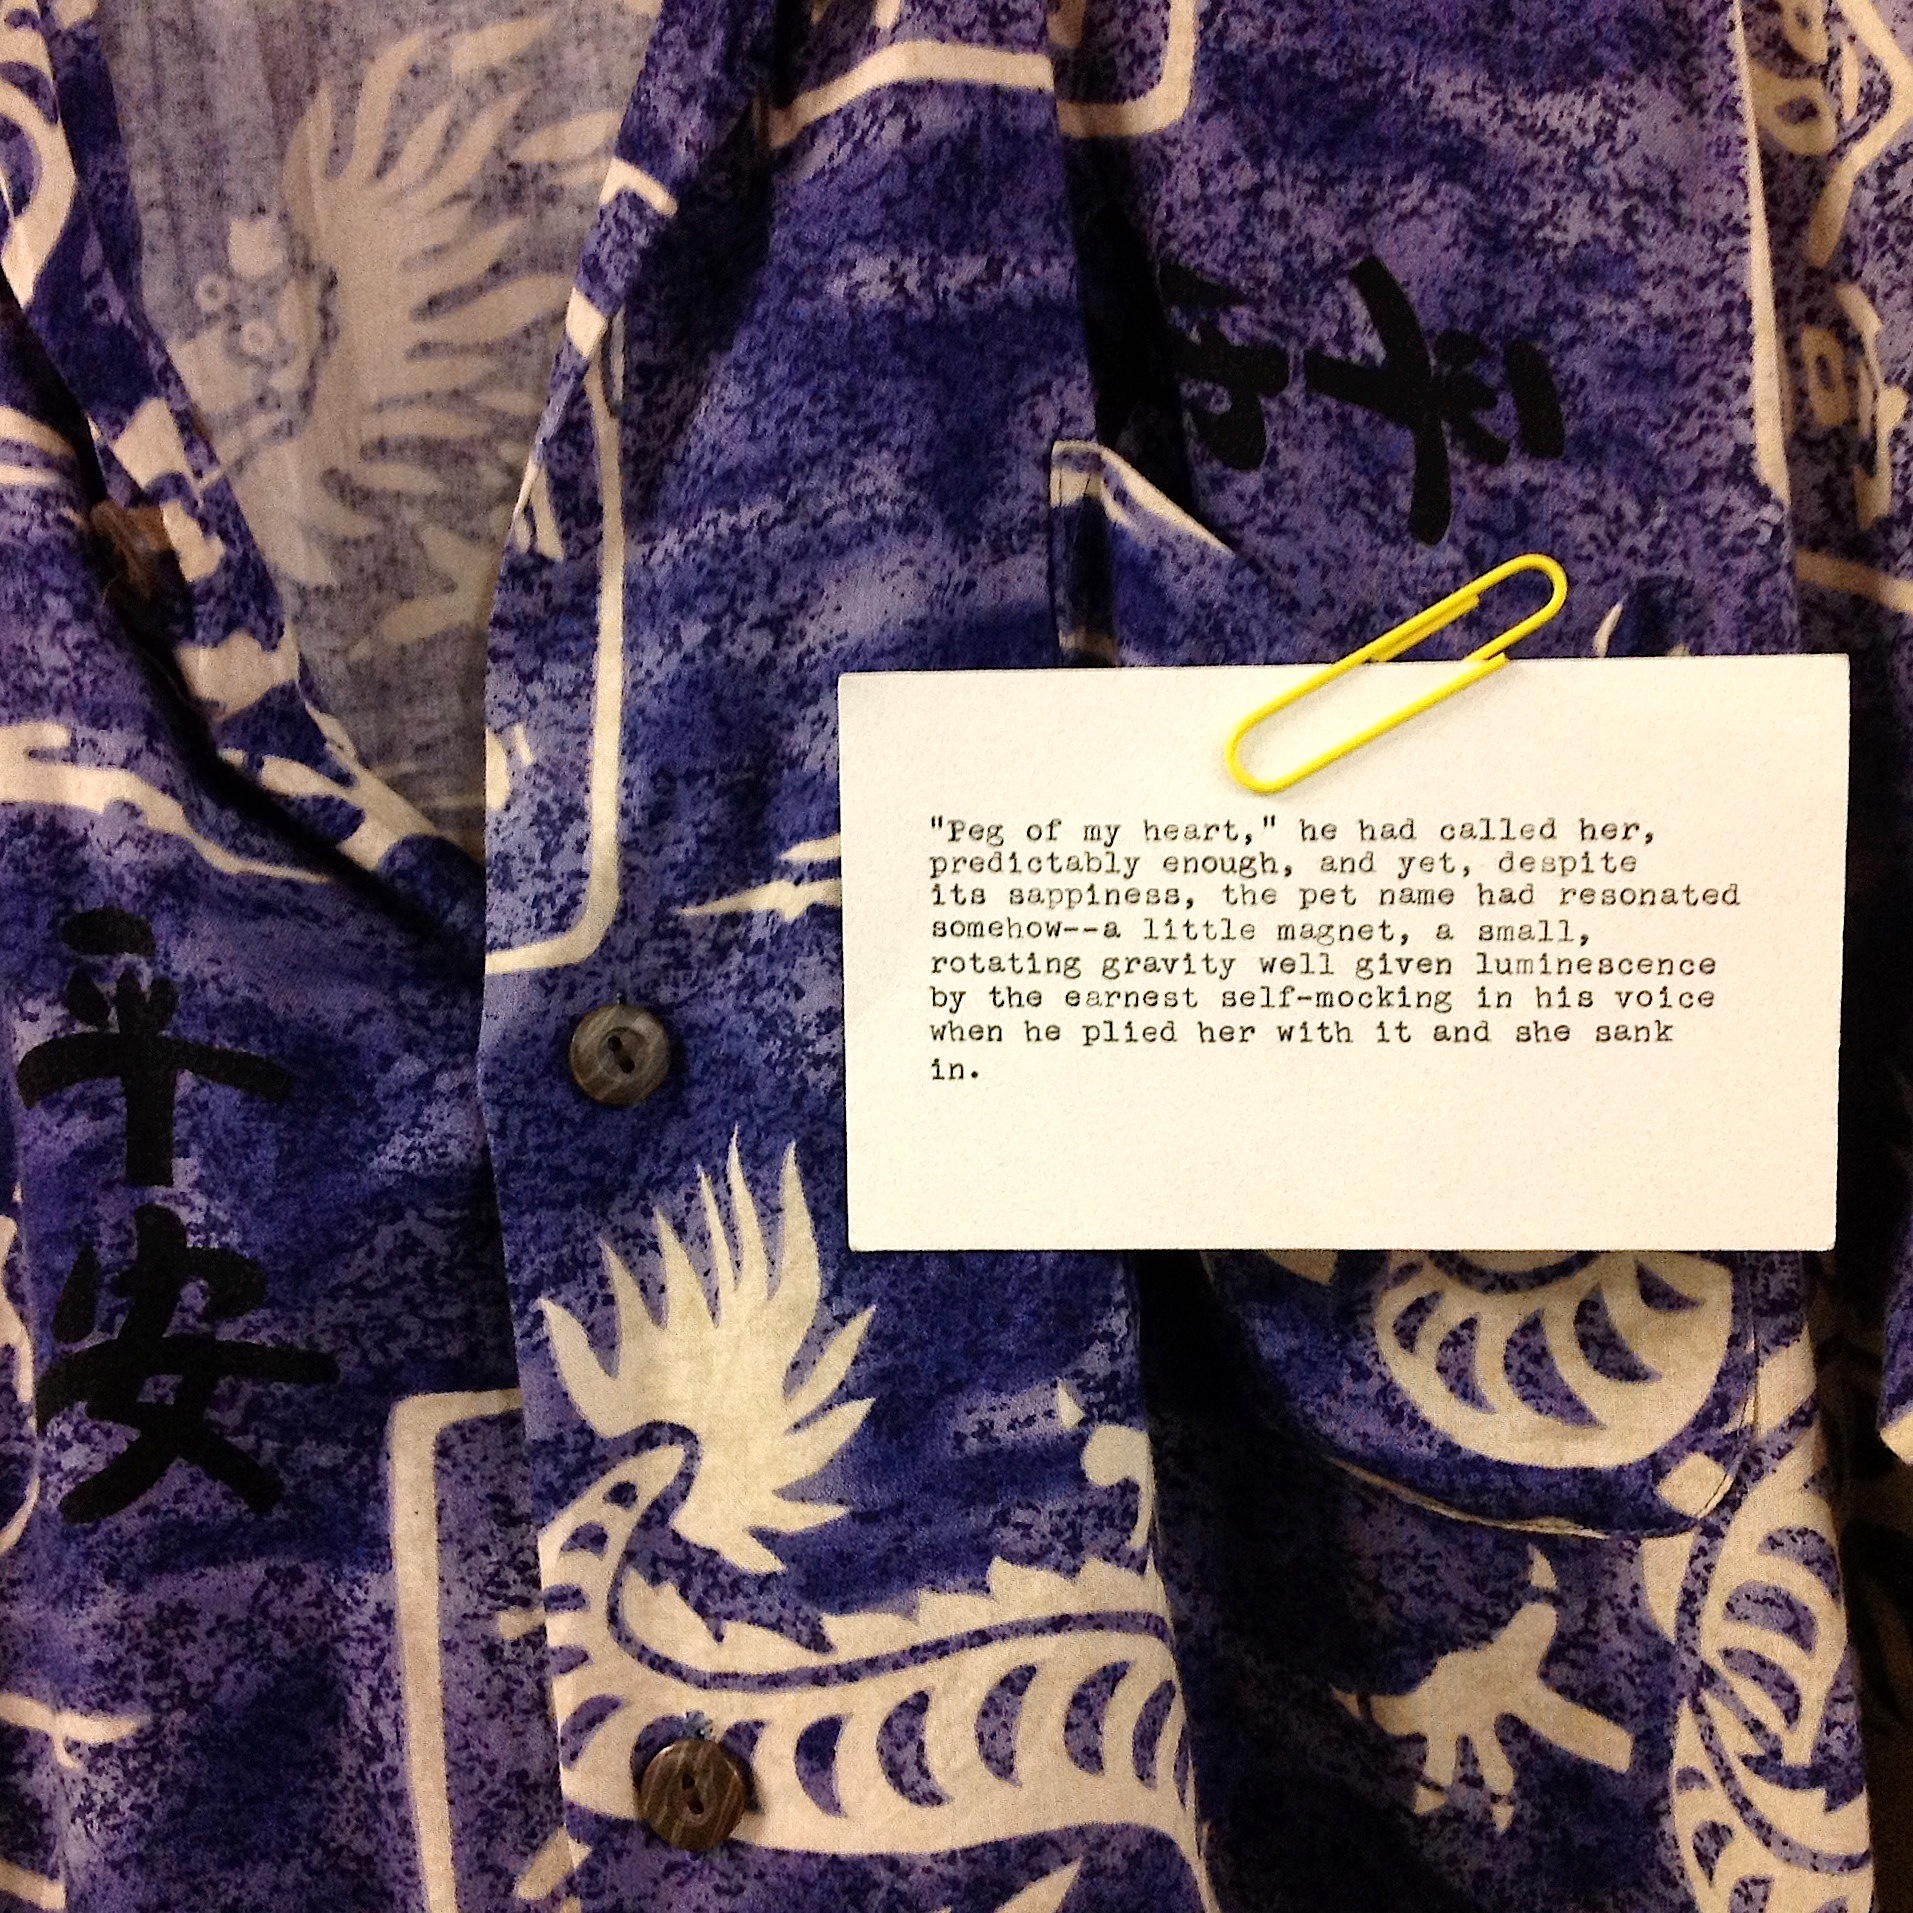 "Peg of my heart," he had called her,
predictably enough, and yet, despite
its sappiness, the pet name had resonated
somehow--a little magnet, a small,
rotating gravity well given luminescence
by the earnest self-mocking in his voice
when he plied her with it and she sank
in.
平安
平